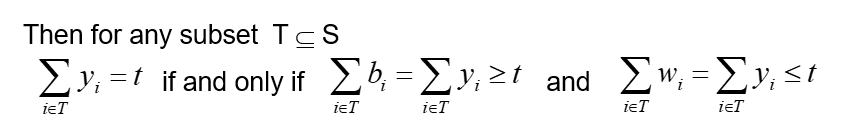 Then for any subset T ⊆ S
∑_{i∈T} y_i = t if and only if ∑_{i∈T} b_i = ∑_{i∈T} y_i ≥ t and ∑_{i∈T} w_i = ∑_{i∈T} y_i ≤ t